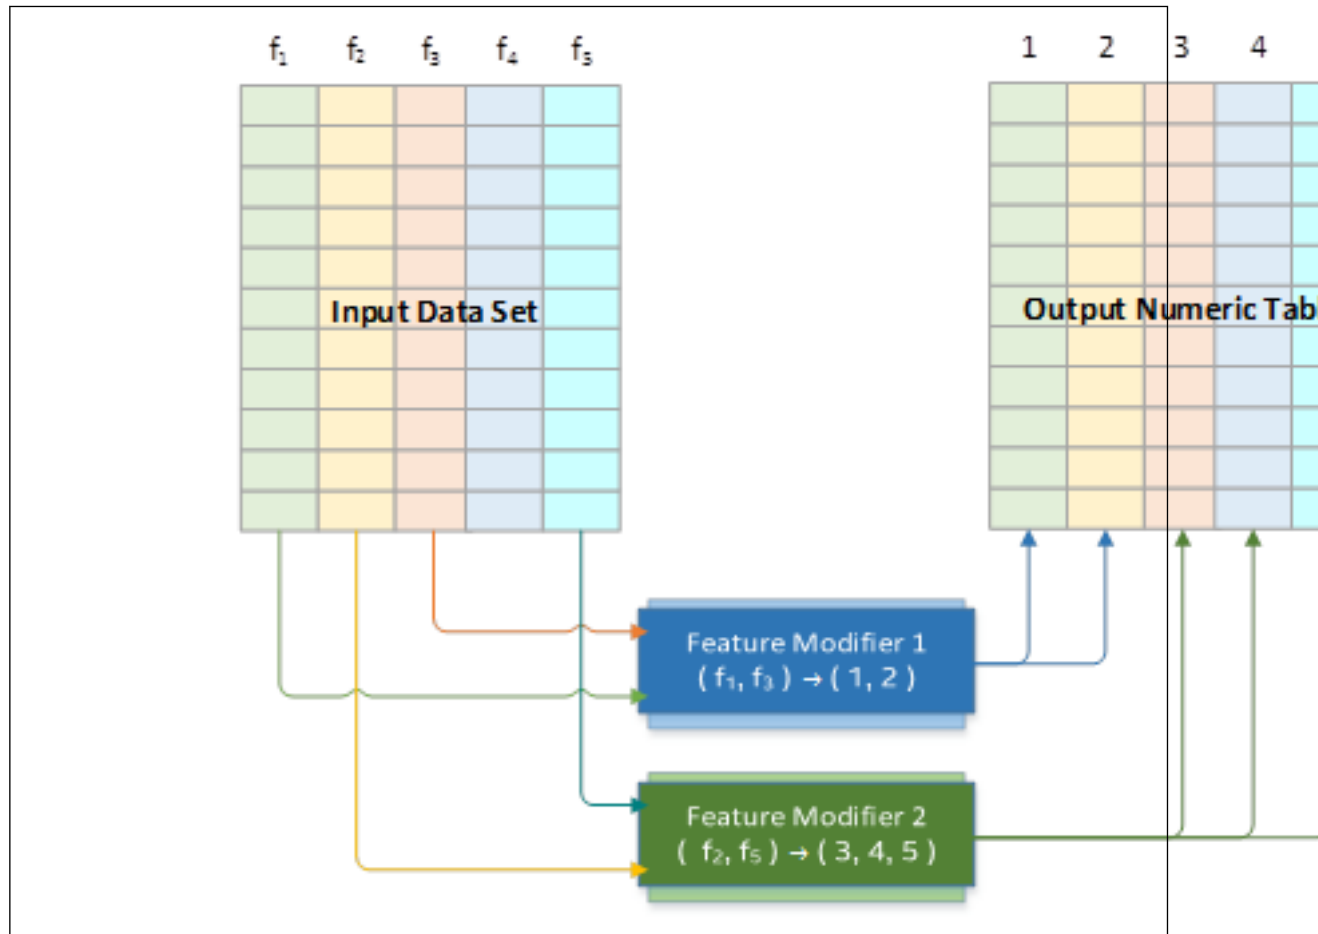 f₁ f₂ f₃ f₄ f₅
1 2 3 4
Input Data Set
Output Numeric Tab
Feature Modifier 1
( f₁, f₃ ) → ( 1, 2 )
Feature Modifier 2
( f₂, f₅ ) → ( 3, 4, 5 )